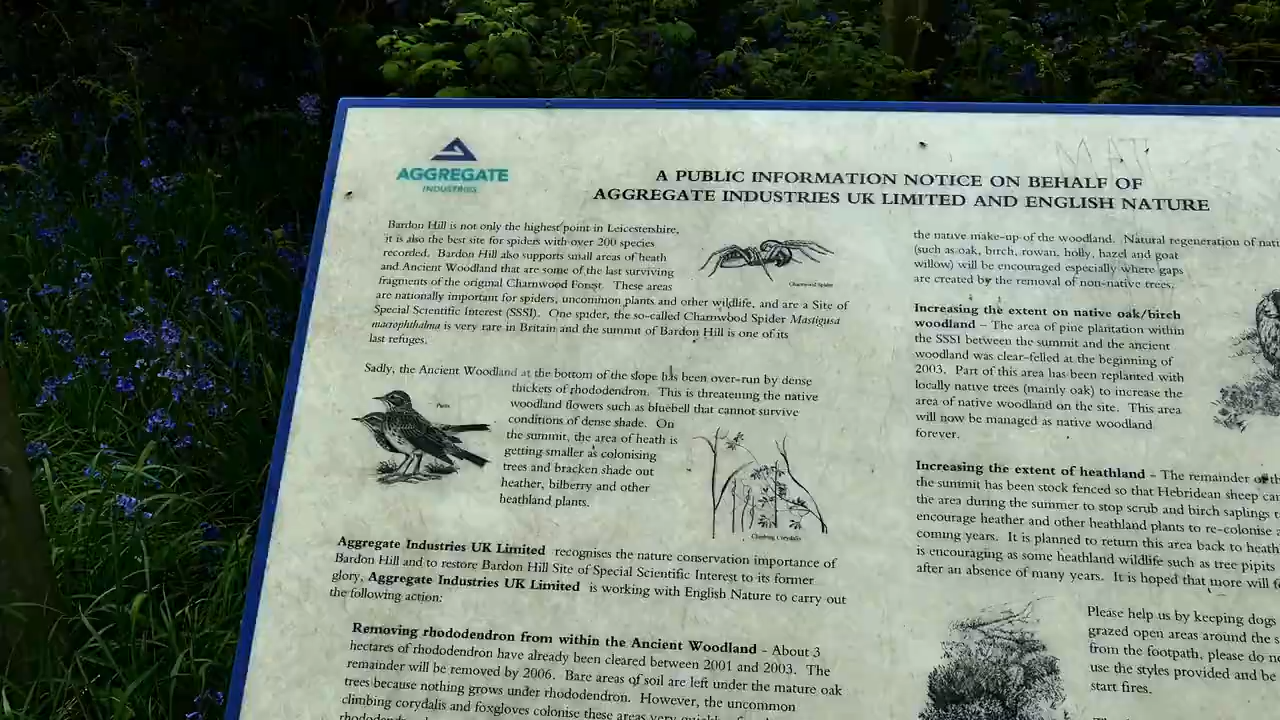 AGGREGATE
INDUSTRIES
MAT
A PUBLIC INFORMATION NOTICE ON BEHALF OF
AGGREGATE INDUSTRIES UK LIMITED AND ENGLISH NATURE
Bardon Hill is not only the highest point in Leicestershire,
it is also the best site for spiders with over 200 species
recorded. Bardon Hill also supports small areas of heath
and Ancient Woodland that are some of the last surviving
fragments of the original Charnwood Forest. These areas
are nationally important for spiders, uncommon plants and other wildlife, and are a Site of
Special Scientific Interest (SSSI). One spider, the so-called Charnwood Spider Mastigusa
macrophthalma is very rare in Britain and the summit of Bardon Hill is one of its
last refuges.
Charnwood Spider
Sadly, the Ancient Woodland at the bottom of the slope has been over-run by dense
thickets of rhododendron. This is threatening the native
woodland flowers such as bluebell that cannot survive
conditions of dense shade. On
the summit, the area of heath is
getting smaller as colonising
trees and bracken shade out
heather, bilberry and other
heathland plants.
Pipits
Climbing Corydalis
Aggregate Industries UK Limited recognises the nature conservation importance of
Bardon Hill and to restore Bardon Hill Site of Special Scientific Interest to its former
glory, Aggregate Industries UK Limited is working with English Nature to carry out
the following action:
Removing rhododendron from within the Ancient Woodland - About 3
hectares of rhododendron have already been cleared between 2001 and 2003. The
remainder will be removed by 2006. Bare areas of soil are left under the mature oak
trees because nothing grows under rhododendron. However, the uncommon
climbing corydalis and foxgloves colonise these areas very quickly
the native make-up of the woodland. Natural regeneration of nat
(such as oak, birch, rowan, holly, hazel and goat
willow) will be encouraged especially where gaps
are created by the removal of non-native trees.
Increasing the extent on native oak/birch
woodland – The area of pine plantation within
the SSSI between the summit and the ancient
woodland was clear-felled at the beginning of
2003. Part of this area has been replanted with
locally native trees (mainly oak) to increase the
area of native woodland on the site. This area
will now be managed as native woodland
forever.
Increasing the extent of heathland – The remainder of th
the summit has been stock fenced so that Hebridean sheep ca
the area during the summer to stop scrub and birch saplings
encourage heather and other heathland plants to re-colonise
coming years. It is planned to return this area back to heath
is encouraging as some heathland wildlife such as tree pipits
after an absence of many years. It is hoped that more will
Please help us by keeping dogs
grazed open areas around the s
from the footpath, please do n
use the styles provided and be
start fires.